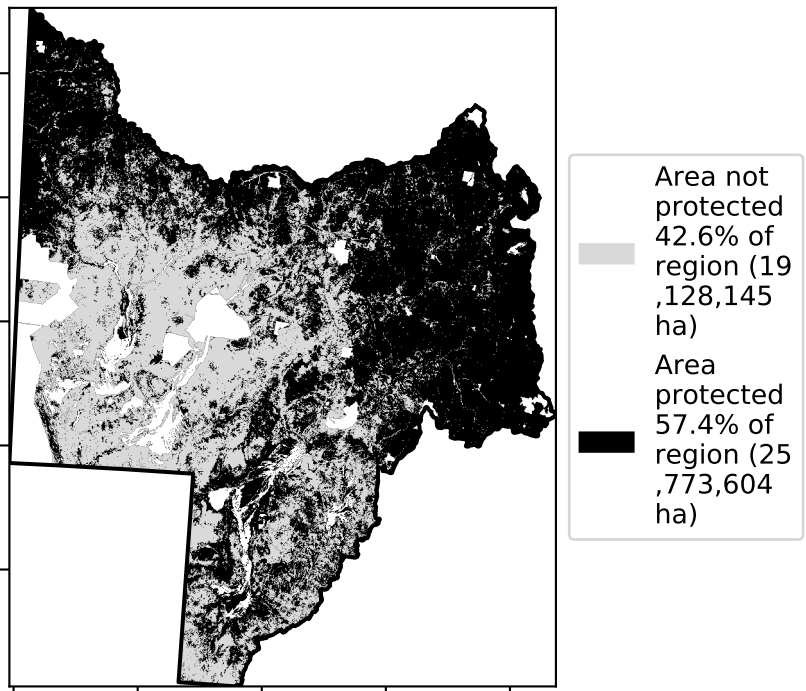 Area not
protected
42.6% of
region (19
,128,145
ha)
Area
protected
57.4% of
region (25
,773,604
ha)